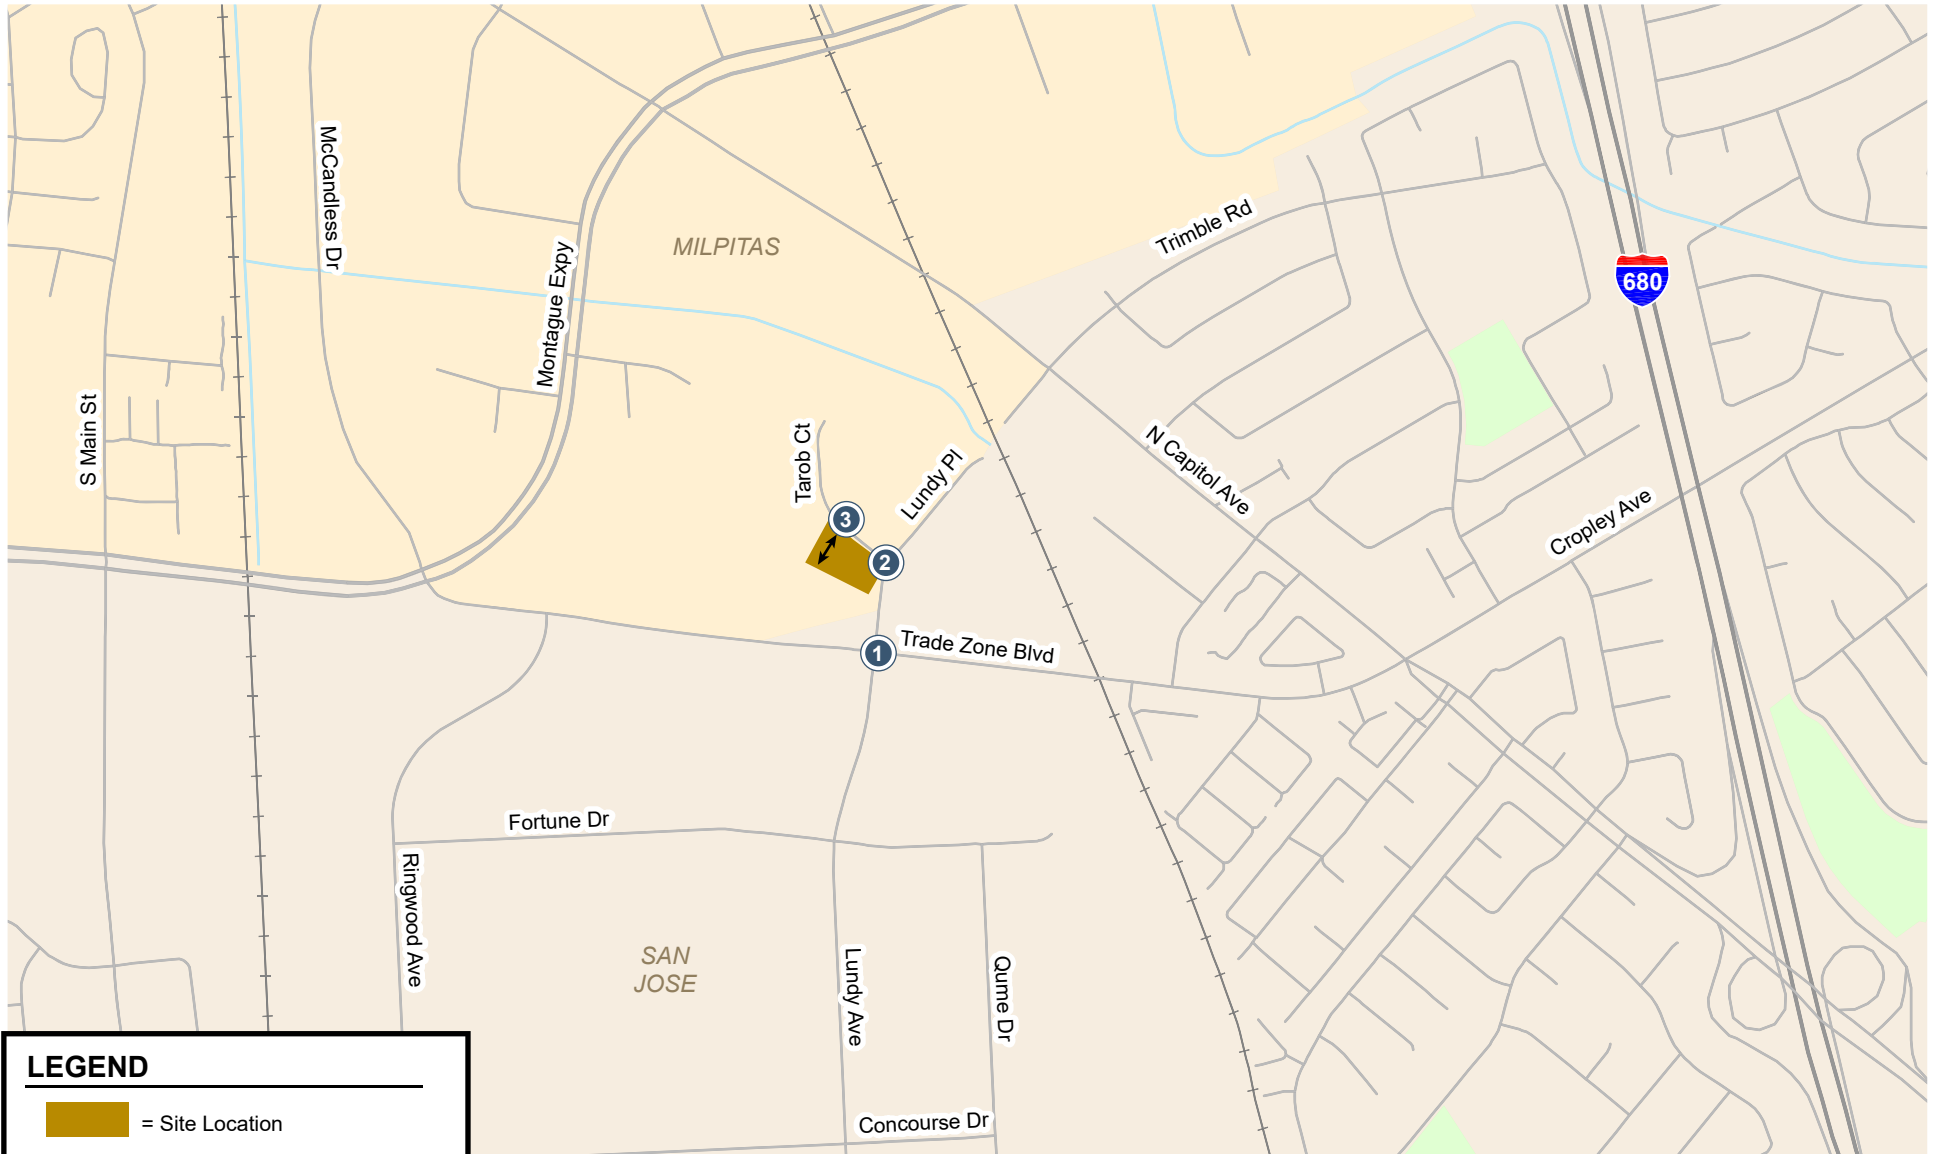 McCandless Dr
MILPITAS
Trimble Rd
Montague Expy
680
S Main St
Tarob Ct
Lundy Pl
N Capitol Ave
Cropley Ave
3
2
1
Trade Zone Blvd
Fortune Dr
Ringwood Ave
SAN
JOSE
Lundy Ave
Qume Dr
Concourse Dr
LEGEND
= Site Location